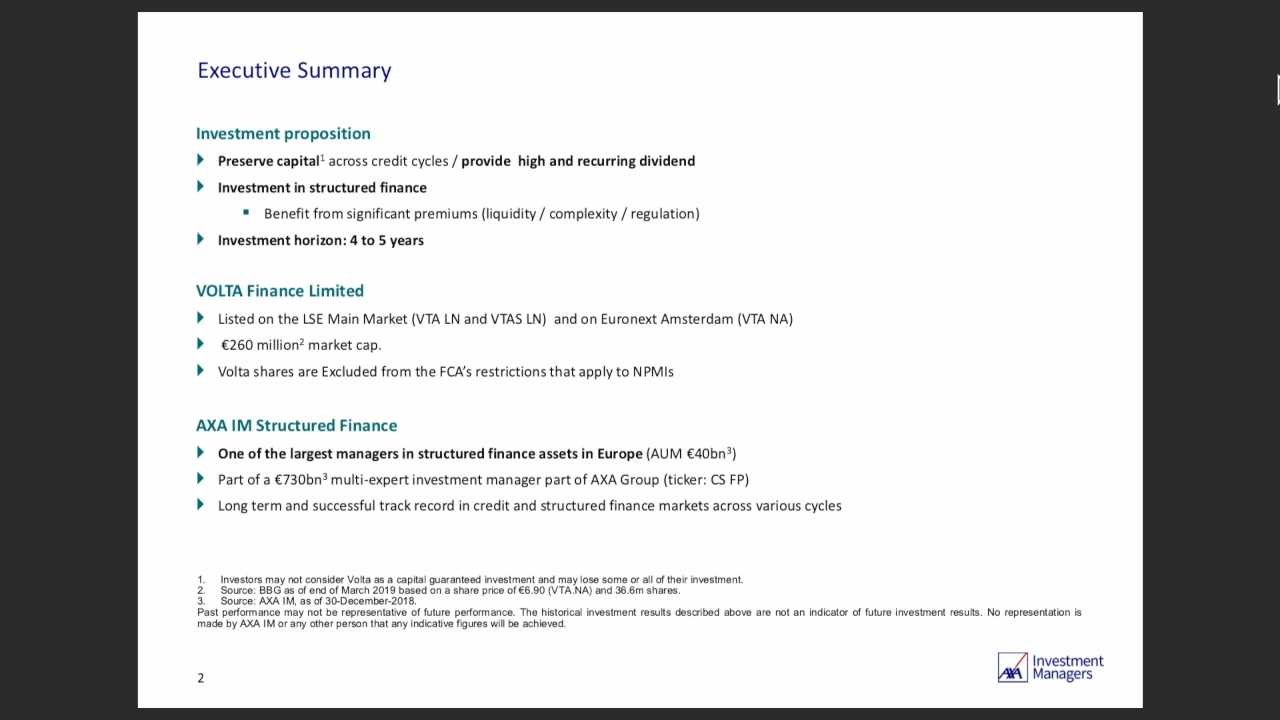 Executive Summary
Investment proposition
Preserve capital¹ across credit cycles / provide high and recurring dividend
Investment in structured finance
Benefit from significant premiums (liquidity / complexity / regulation)
Investment horizon: 4 to 5 years
VOLTA Finance Limited
Listed on the LSE Main Market (VTA LN and VTAS LN) and on Euronext Amsterdam (VTA NA)
€260 million² market cap.
Volta shares are Excluded from the FCA’s restrictions that apply to NPMIs
AXA IM Structured Finance
One of the largest managers in structured finance assets in Europe (AUM €40bn³)
Part of a €730bn³ multi-expert investment manager part of AXA Group (ticker: CS FP)
Long term and successful track record in credit and structured finance markets across various cycles
1. Investors may not consider Volta as a capital guaranteed investment and may lose some or all of their investment.
2. Source: BBG as of end of March 2019 based on a share price of €6.90 (VTA.NA) and 36.6m shares.
3. Source: AXA IM, as of 30-December-2018.
Past performance may not be representative of future performance. The historical investment results described above are not an indicator of future investment results. No representation is
made by AXA IM or any other person that any indicative figures will be achieved.
2
AXA Investment
Managers